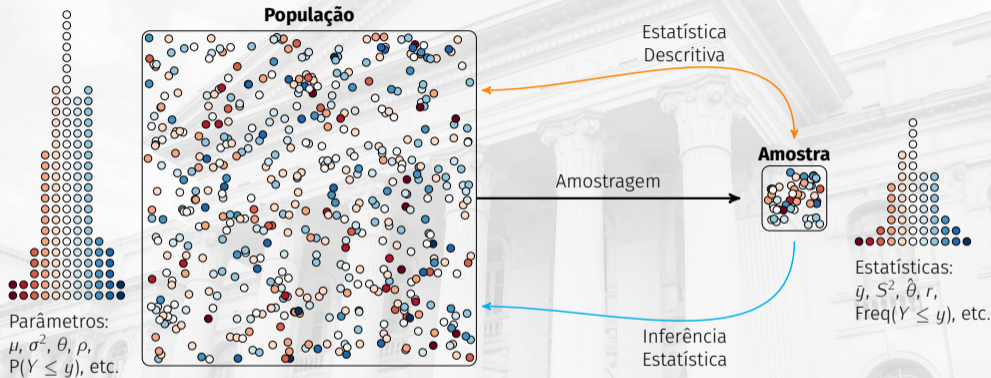 População
Estatística
Descritiva
Amostra
Amostragem
Parâmetros:
μ, σ², θ, ρ,
P(Y ≤ y), etc.
Estatísticas:
ȳ, S², θ̂, r,
Freq(Y ≤ y), etc.
Inferência
Estatística